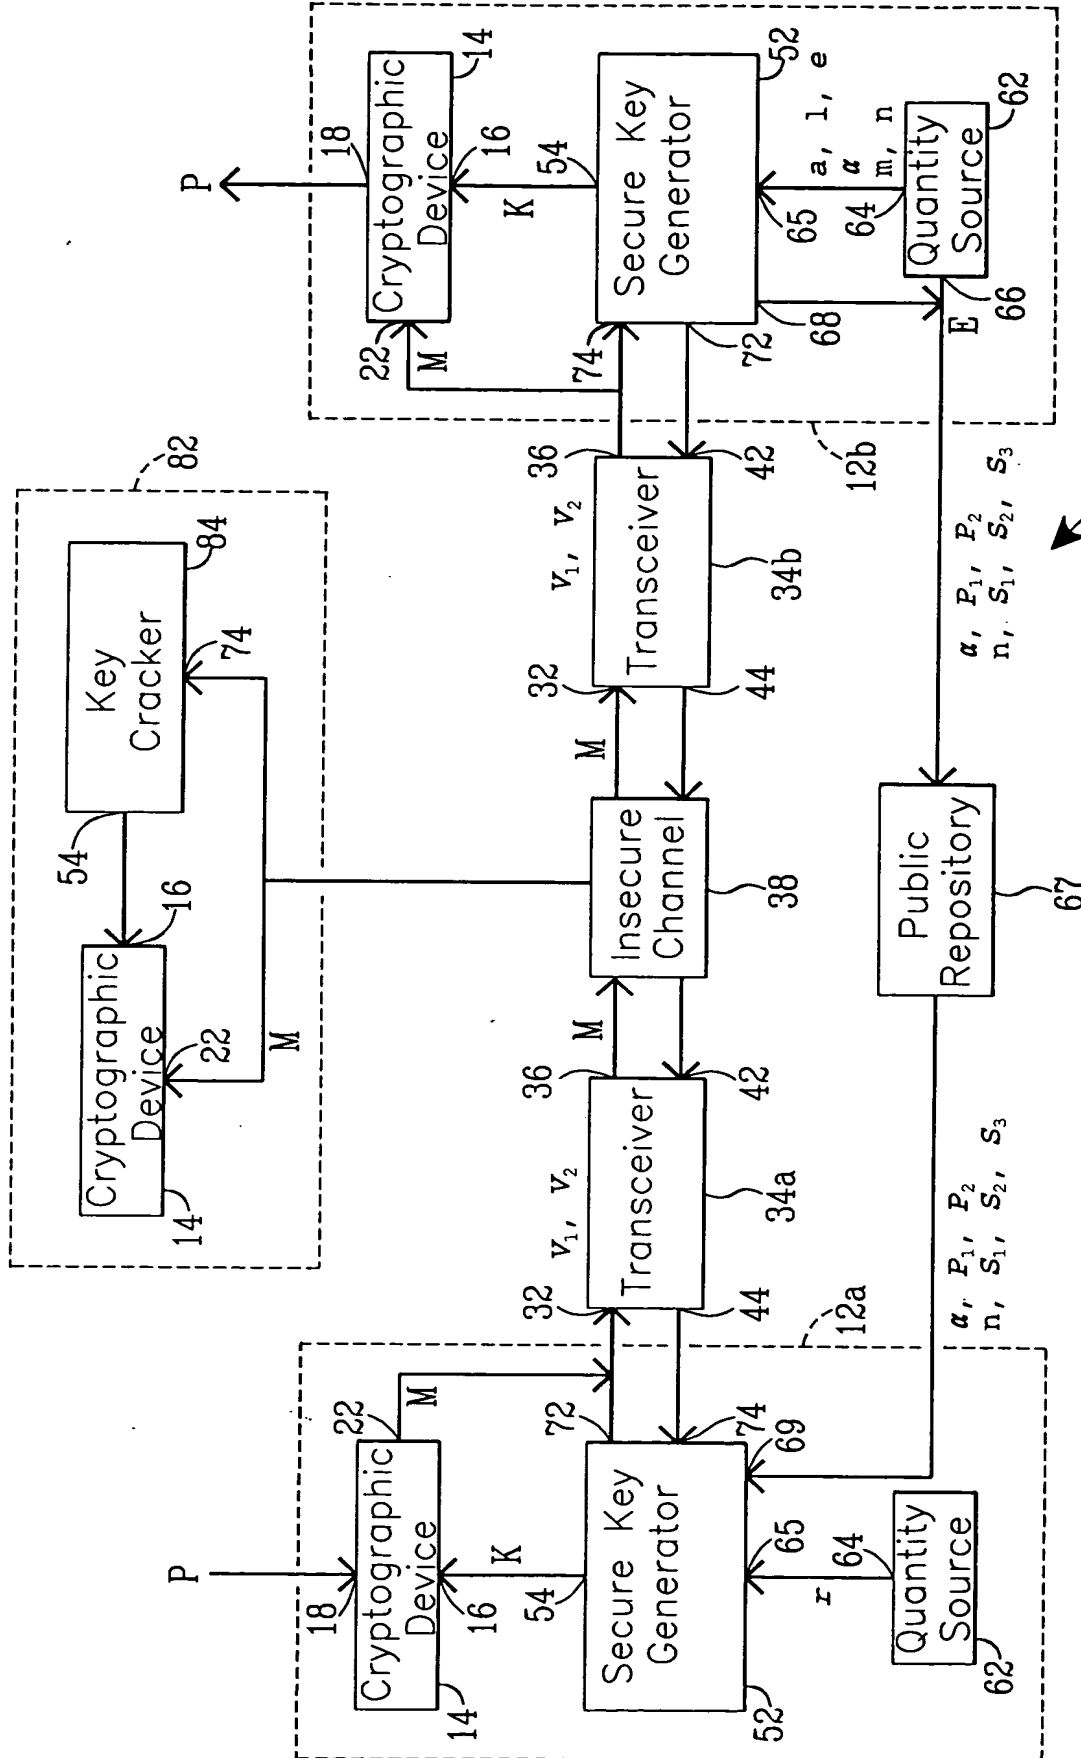 82
84
Key
Cracker
74
54
16
Cryptographic
Device
22
14
M
P
18
Cryptographic
Device
14
22
M
16
K
54
Secure Key
Generator
52
72
74
69
65
64
r
Quantity
Source
62
12a
32
V₁, V₂
36
Transceiver
44
34a
42
M
Insecure
Channel
38
M
32
V₁, V₂
36
Transceiver
44
34b
42
α, P₁, P₂
n, S₁, S₂, S₃
Public
Repository
67
α, P₁, P₂
n, S₁, S₂, S₃
12b
P
18
Cryptographic
Device
14
22
M
16
K
54
Secure Key
Generator
52
74
72
68
65
a, l, e
α
m, n
64
Quantity
Source
62
66
E